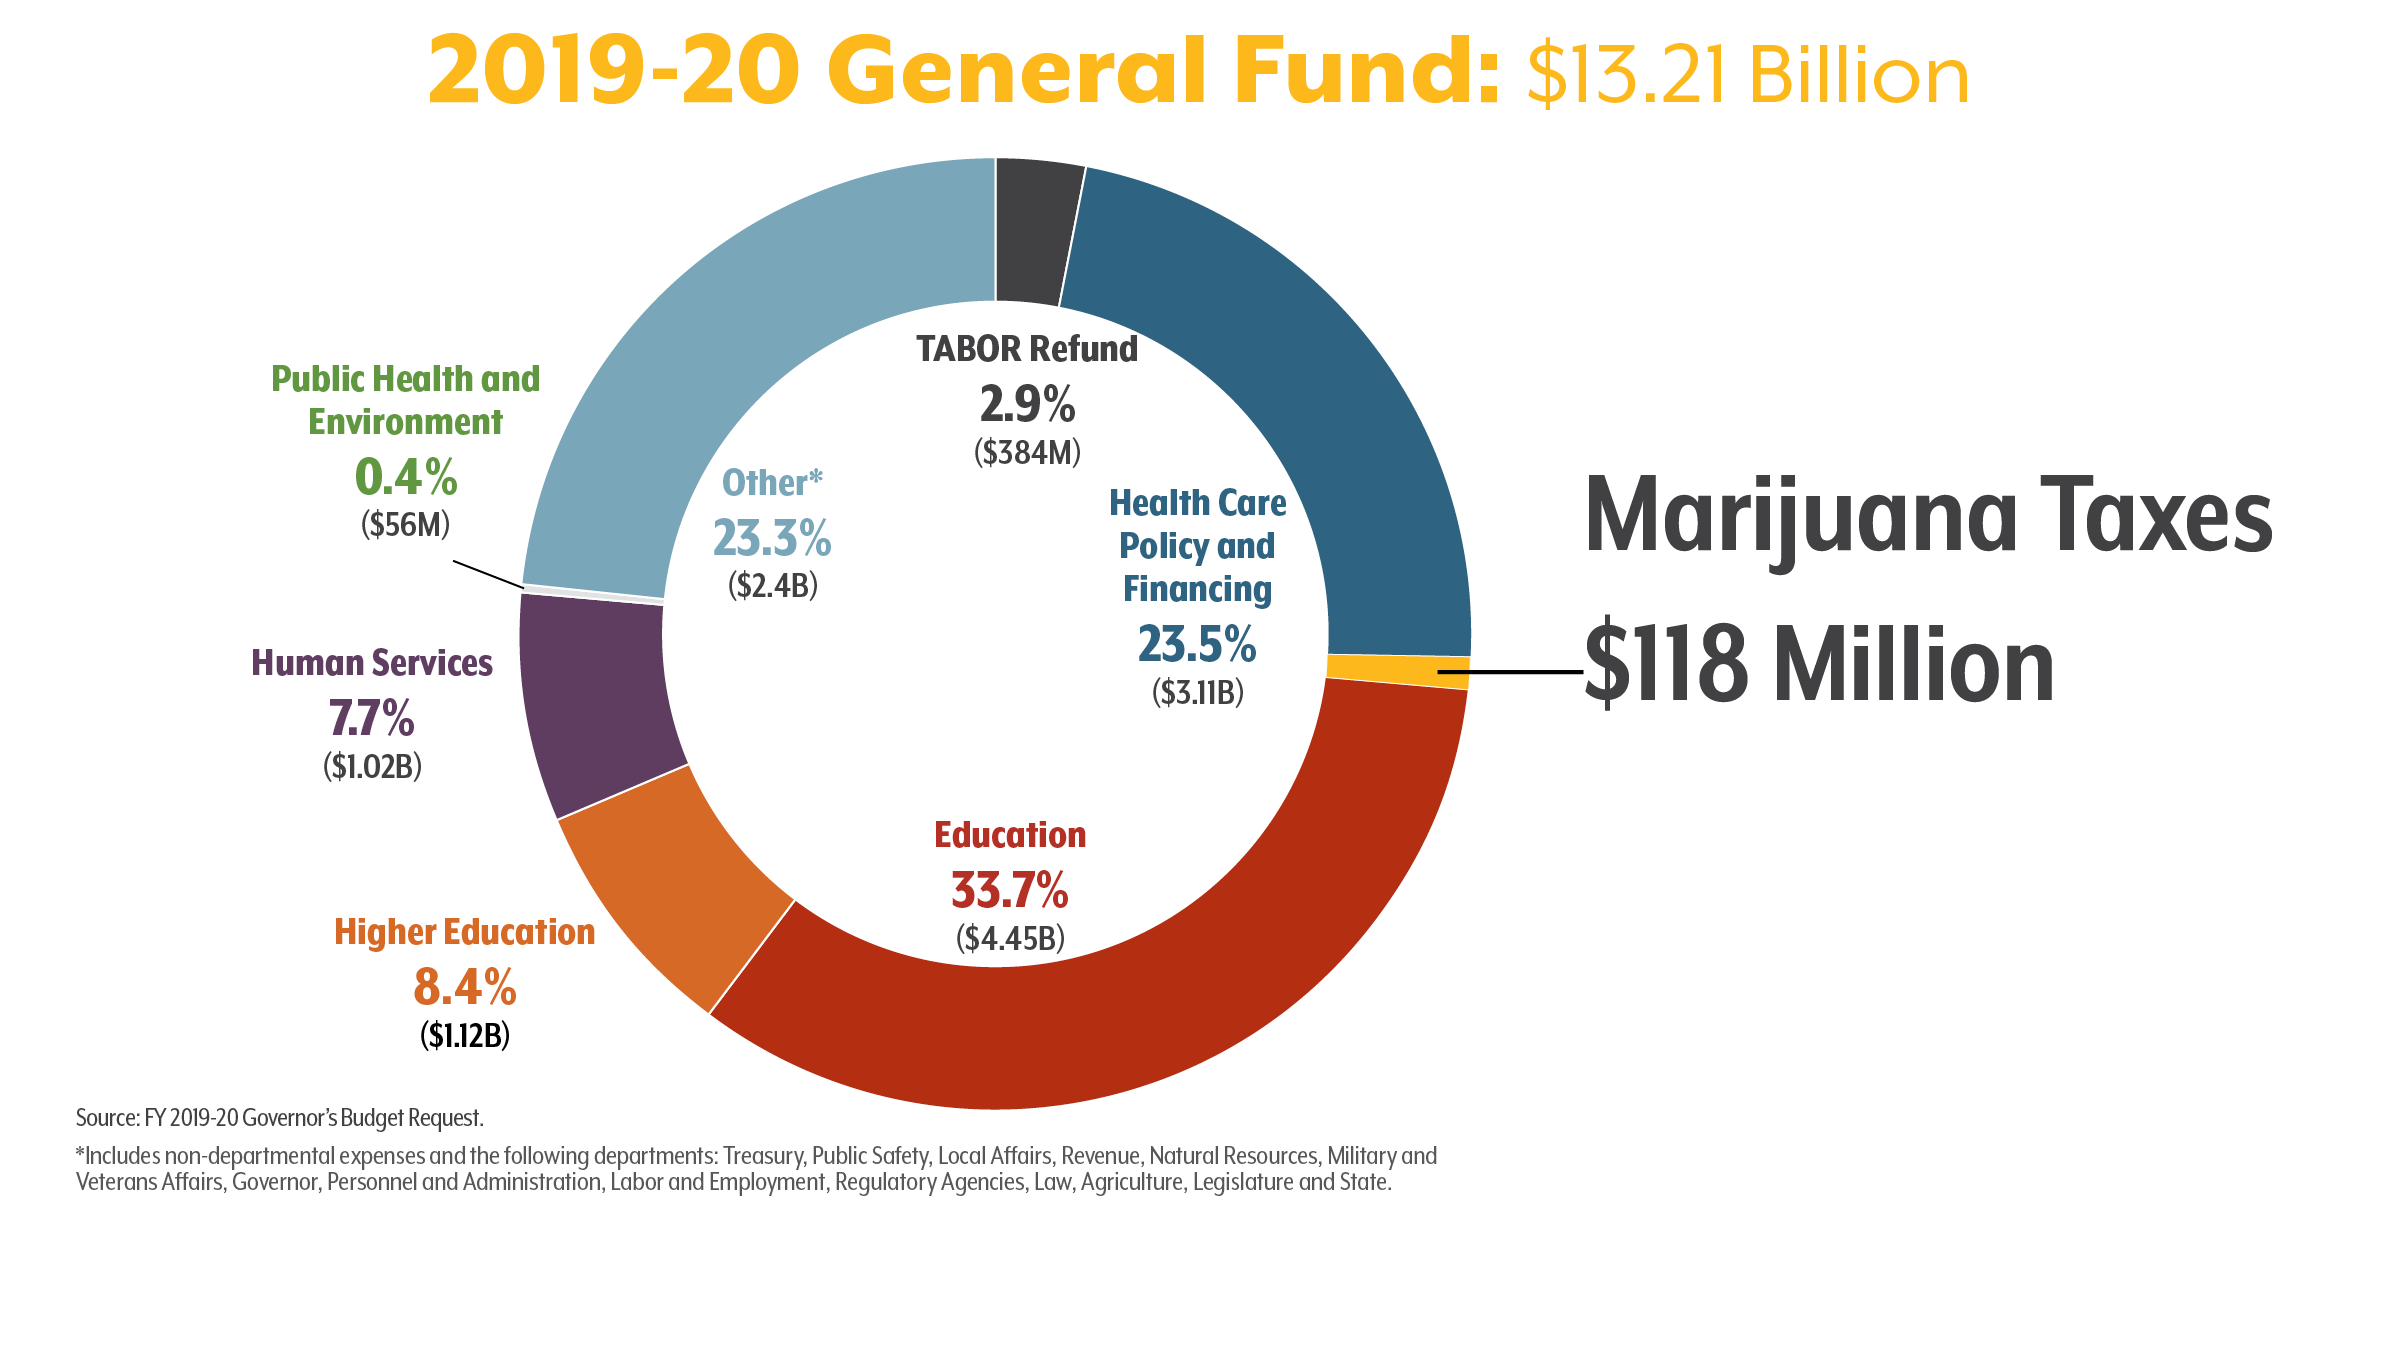 2019-20 General Fund: $13.21 Billion
TABOR Refund
2.9%
($384M)
Health Care
Policy and
Financing
23.5%
($3.11B)
Marijuana Taxes
$118 Million
Education
33.7%
($4.45B)
Higher Education
8.4%
($1.12B)
Human Services
7.7%
($1.02B)
Public Health and
Environment
0.4%
($56M)
Other*
23.3%
($2.4B)
Source: FY 2019-20 Governor’s Budget Request.
*Includes non-departmental expenses and the following departments: Treasury, Public Safety, Local Affairs, Revenue, Natural Resources, Military and
Veterans Affairs, Governor, Personnel and Administration, Labor and Employment, Regulatory Agencies, Law, Agriculture, Legislature and State.